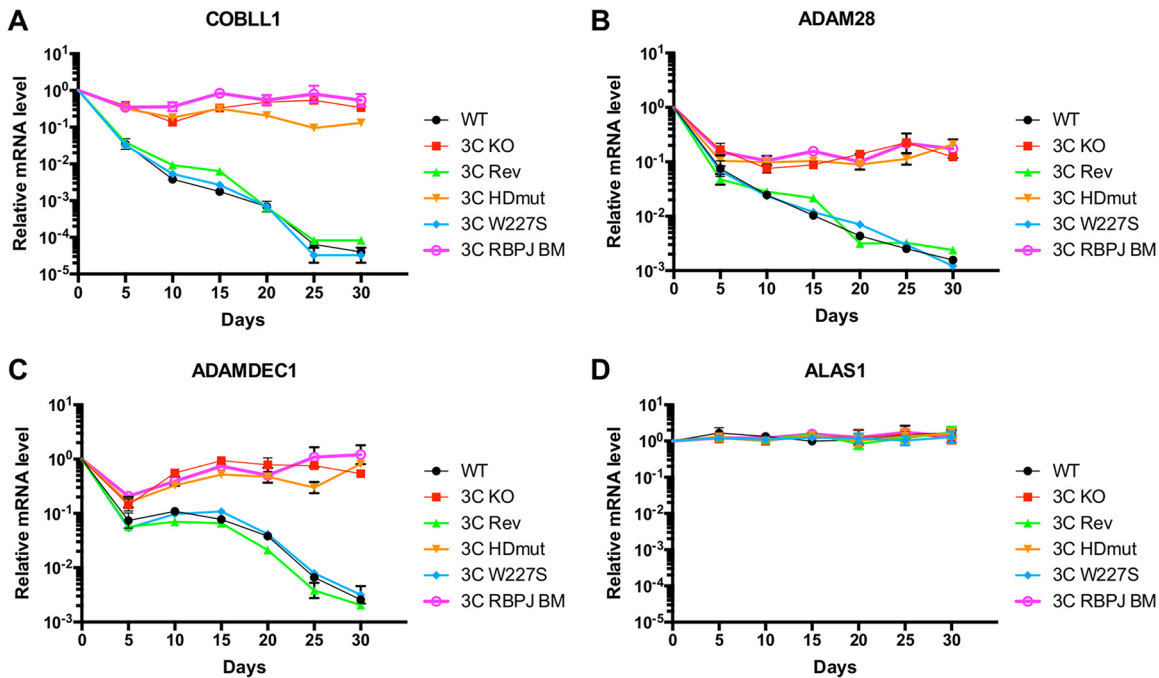 A
COBLL1
Relative mRNA level
10¹
10⁰
10⁻¹
10⁻²
10⁻³
10⁻⁴
10⁻⁵
0 5 10 15 20 25 30
Days
WT
3C KO
3C Rev
3C HDmut
3C W227S
3C RBPJ BM
B
ADAM28
Relative mRNA level
10¹
10⁰
10⁻¹
10⁻²
10⁻³
0 5 10 15 20 25 30
Days
WT
3C KO
3C Rev
3C HDmut
3C W227S
3C RBPJ BM
C
ADAMDEC1
Relative mRNA level
10¹
10⁰
10⁻¹
10⁻²
10⁻³
0 5 10 15 20 25 30
Days
WT
3C KO
3C Rev
3C HDmut
3C W227S
3C RBPJ BM
D
ALAS1
Relative mRNA level
10¹
10⁰
10⁻¹
10⁻²
10⁻³
10⁻⁴
10⁻⁵
0 5 10 15 20 25 30
Days
WT
3C KO
3C Rev
3C HDmut
3C W227S
3C RBPJ BM